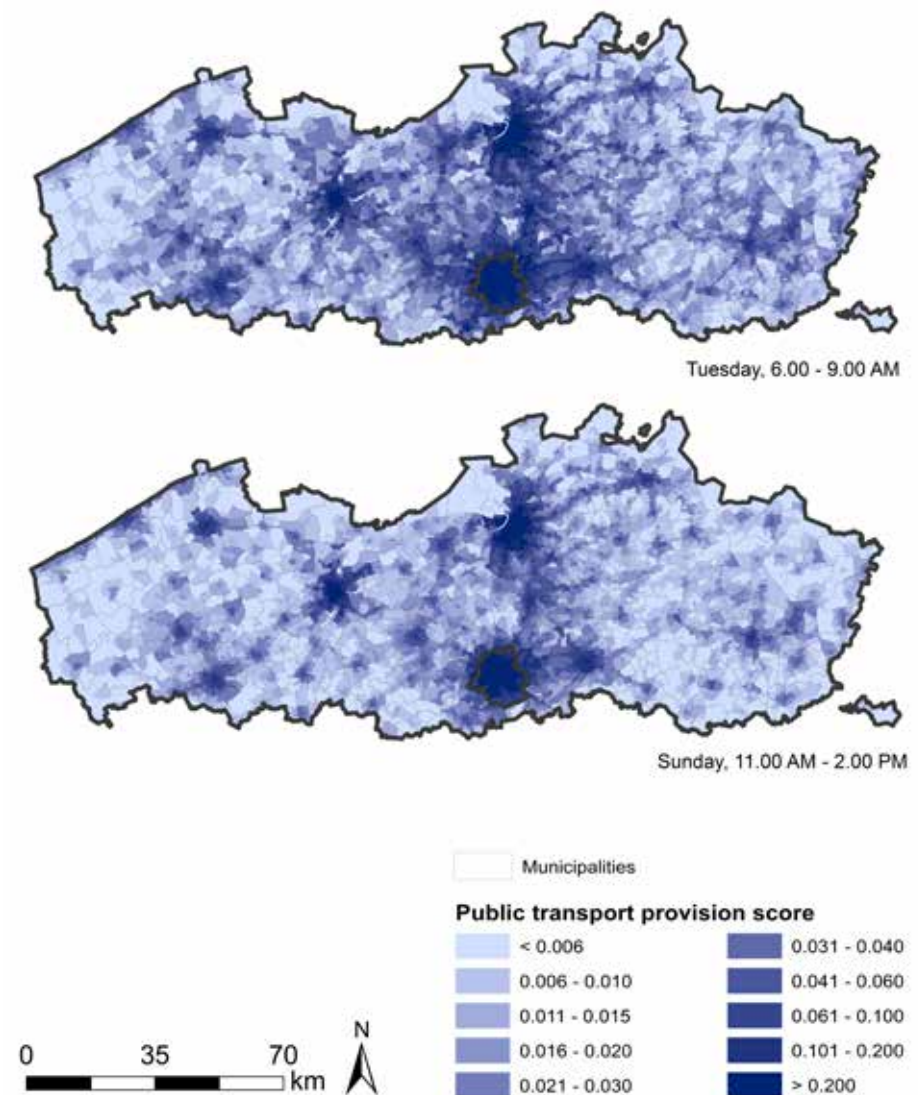 Tuesday, 6.00 - 9.00 AM
Sunday, 11.00 AM - 2.00 PM
Municipalities
Public transport provision score
< 0.006
0.006 - 0.010
0.011 - 0.015
0.016 - 0.020
0.021 - 0.030
0.031 - 0.040
0.041 - 0.060
0.061 - 0.100
0.101 - 0.200
> 0.200
N
0 35 70
km